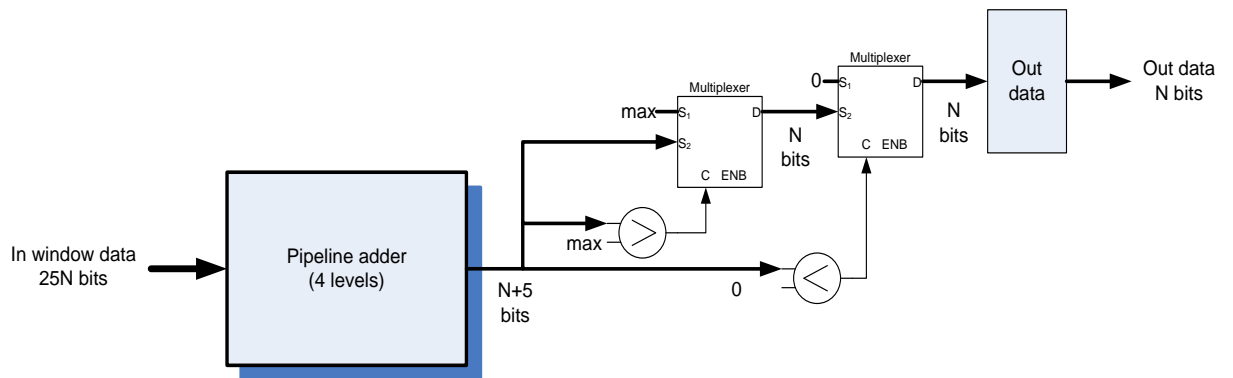 In window data
25N bits
Pipeline adder
(4 levels)
N+5
bits
max
Multiplexer
max
S₁
S₂
D
C ENB
N
bits
0
Multiplexer
0
S₁
S₂
D
C ENB
N
bits
Out
data
Out data
N bits
>
<